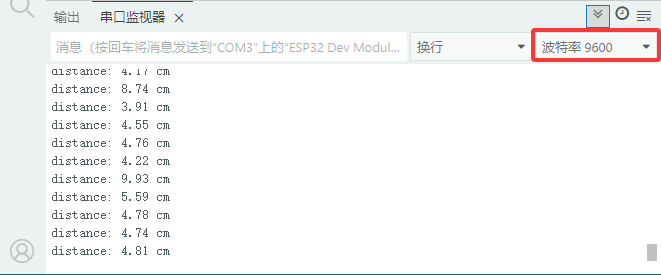 输出
串口监视器
消息（按回车将消息发送到“COM3”上的“ESP32 Dev Modul...
换行
波特率 9600
distance: 4.17 cm
distance: 8.74 cm
distance: 3.91 cm
distance: 4.55 cm
distance: 4.76 cm
distance: 4.22 cm
distance: 9.93 cm
distance: 5.59 cm
distance: 4.78 cm
distance: 4.74 cm
distance: 4.81 cm